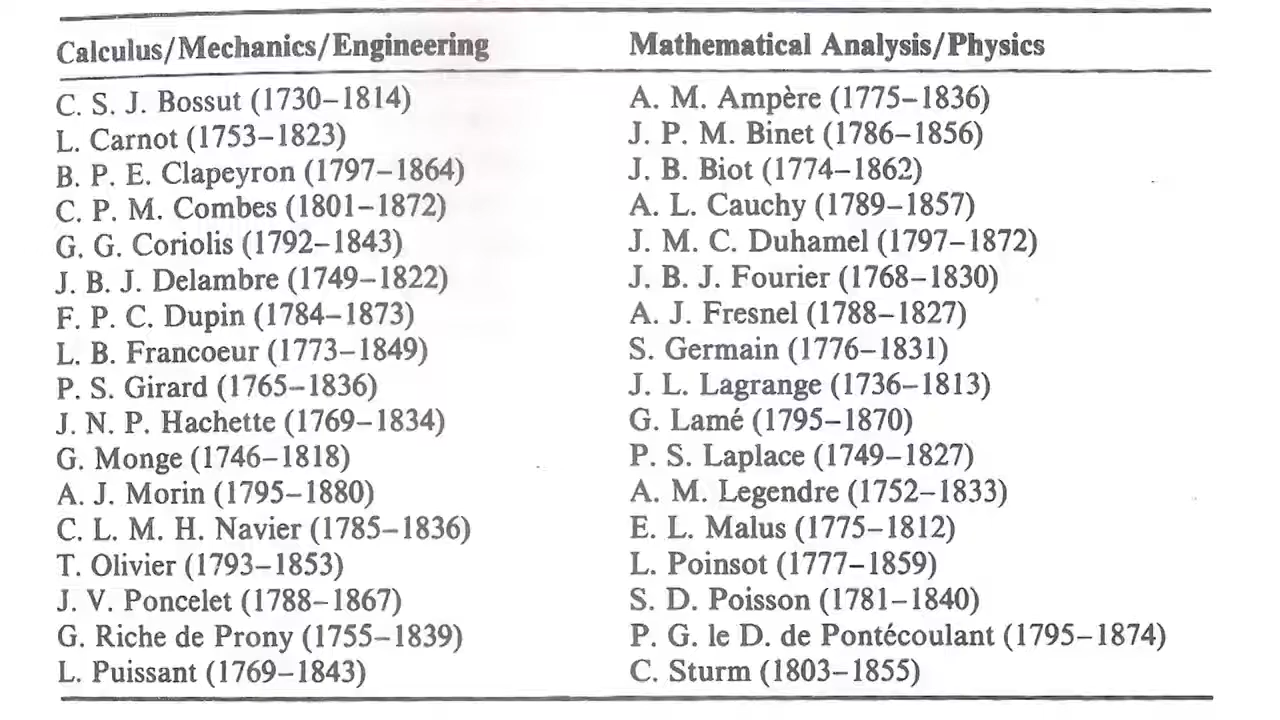 Calculus/Mechanics/Engineering Mathematical Analysis/Physics
C. S. J. Bossut (1730–1814) A. M. Ampère (1775–1836)
L. Carnot (1753–1823) J. P. M. Binet (1786–1856)
B. P. E. Clapeyron (1797–1864) J. B. Biot (1774–1862)
C. P. M. Combes (1801–1872) A. L. Cauchy (1789–1857)
G. G. Coriolis (1792–1843) J. M. C. Duhamel (1797–1872)
J. B. J. Delambre (1749–1822) J. B. J. Fourier (1768–1830)
F. P. C. Dupin (1784–1873) A. J. Fresnel (1788–1827)
L. B. Francoeur (1773–1849) S. Germain (1776–1831)
P. S. Girard (1765–1836) J. L. Lagrange (1736–1813)
J. N. P. Hachette (1769–1834) G. Lamé (1795–1870)
G. Monge (1746–1818) P. S. Laplace (1749–1827)
A. J. Morin (1795–1880) A. M. Legendre (1752–1833)
C. L. M. H. Navier (1785–1836) E. L. Malus (1775–1812)
T. Olivier (1793–1853) L. Poinsot (1777–1859)
J. V. Poncelet (1788–1867) S. D. Poisson (1781–1840)
G. Riche de Prony (1755–1839) P. G. le D. de Pontécoulant (1795–1874)
L. Puissant (1769–1843) C. Sturm (1803–1855)